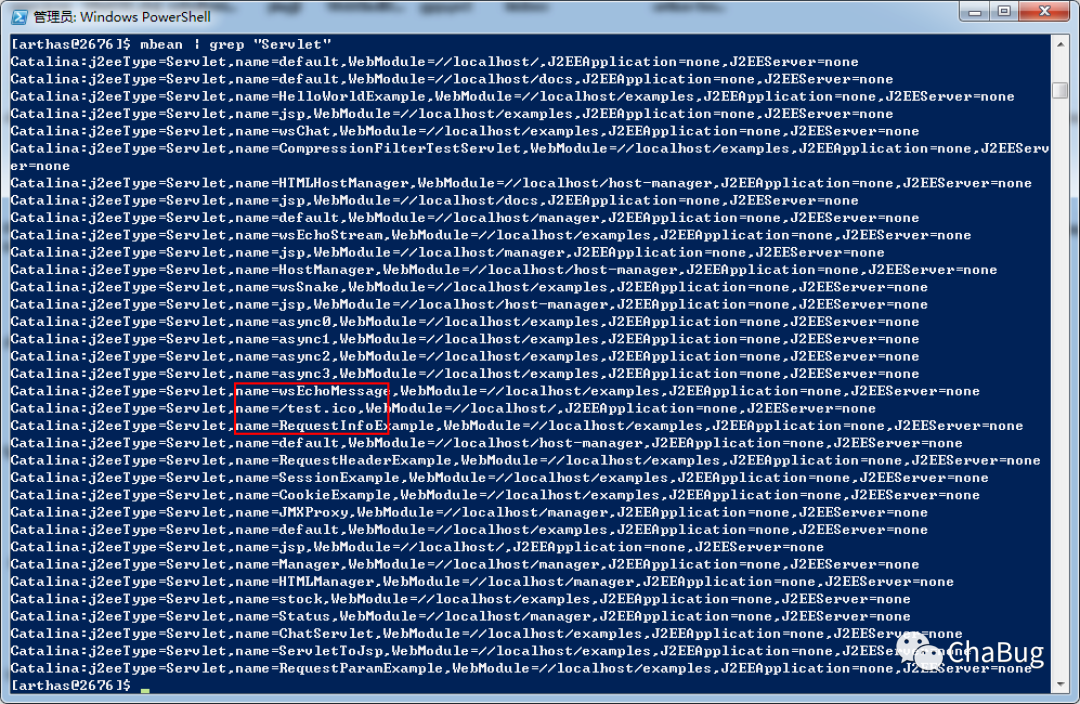 管理员: Windows PowerShell
[arthas@2676]$ mbean | grep "Servlet"
Catalina:j2eeType=Servlet,name=default,WebModule=//localhost/,J2EEApplication=none,J2EEServer=none
Catalina:j2eeType=Servlet,name=default,WebModule=//localhost/docs,J2EEApplication=none,J2EEServer=none
Catalina:j2eeType=Servlet,name=HelloWorldExample,WebModule=//localhost/examples,J2EEApplication=none,J2EEServer=none
Catalina:j2eeType=Servlet,name=jsp,WebModule=//localhost/examples,J2EEApplication=none,J2EEServer=none
Catalina:j2eeType=Servlet,name=wsChat,WebModule=//localhost/examples,J2EEApplication=none,J2EEServer=none
Catalina:j2eeType=Servlet,name=CompressionFilterTestServlet,WebModule=//localhost/examples,J2EEApplication=none,J2EEServ
er=none
Catalina:j2eeType=Servlet,name=HTMLHostManager,WebModule=//localhost/host-manager,J2EEApplication=none,J2EEServer=none
Catalina:j2eeType=Servlet,name=jsp,WebModule=//localhost/docs,J2EEApplication=none,J2EEServer=none
Catalina:j2eeType=Servlet,name=default,WebModule=//localhost/manager,J2EEApplication=none,J2EEServer=none
Catalina:j2eeType=Servlet,name=wsEchoStream,WebModule=//localhost/examples,J2EEApplication=none,J2EEServer=none
Catalina:j2eeType=Servlet,name=jsp,WebModule=//localhost/manager,J2EEApplication=none,J2EEServer=none
Catalina:j2eeType=Servlet,name=HostManager,WebModule=//localhost/host-manager,J2EEApplication=none,J2EEServer=none
Catalina:j2eeType=Servlet,name=wsSnake,WebModule=//localhost/examples,J2EEApplication=none,J2EEServer=none
Catalina:j2eeType=Servlet,name=jsp,WebModule=//localhost/host-manager,J2EEApplication=none,J2EEServer=none
Catalina:j2eeType=Servlet,name=async0,WebModule=//localhost/examples,J2EEApplication=none,J2EEServer=none
Catalina:j2eeType=Servlet,name=async1,WebModule=//localhost/examples,J2EEApplication=none,J2EEServer=none
Catalina:j2eeType=Servlet,name=async2,WebModule=//localhost/examples,J2EEApplication=none,J2EEServer=none
Catalina:j2eeType=Servlet,name=async3,WebModule=//localhost/examples,J2EEApplication=none,J2EEServer=none
Catalina:j2eeType=Servlet,name=wsEchoMessage,WebModule=//localhost/examples,J2EEApplication=none,J2EEServer=none
Catalina:j2eeType=Servlet,name=/test.ico,WebModule=//localhost/,J2EEApplication=none,J2EEServer=none
Catalina:j2eeType=Servlet,name=RequestInfoExample,WebModule=//localhost/examples,J2EEApplication=none,J2EEServer=none
Catalina:j2eeType=Servlet,name=default,WebModule=//localhost/host-manager,J2EEApplication=none,J2EEServer=none
Catalina:j2eeType=Servlet,name=RequestHeaderExample,WebModule=//localhost/examples,J2EEApplication=none,J2EEServer=none
Catalina:j2eeType=Servlet,name=SessionExample,WebModule=//localhost/examples,J2EEApplication=none,J2EEServer=none
Catalina:j2eeType=Servlet,name=CookieExample,WebModule=//localhost/examples,J2EEApplication=none,J2EEServer=none
Catalina:j2eeType=Servlet,name=JMXProxy,WebModule=//localhost/manager,J2EEApplication=none,J2EEServer=none
Catalina:j2eeType=Servlet,name=default,WebModule=//localhost/examples,J2EEApplication=none,J2EEServer=none
Catalina:j2eeType=Servlet,name=jsp,WebModule=//localhost/,J2EEApplication=none,J2EEServer=none
Catalina:j2eeType=Servlet,name=Manager,WebModule=//localhost/manager,J2EEApplication=none,J2EEServer=none
Catalina:j2eeType=Servlet,name=HTMLManager,WebModule=//localhost/manager,J2EEApplication=none,J2EEServer=none
Catalina:j2eeType=Servlet,name=stock,WebModule=//localhost/examples,J2EEApplication=none,J2EEServer=none
Catalina:j2eeType=Servlet,name=Status,WebModule=//localhost/manager,J2EEApplication=none,J2EEServer=none
Catalina:j2eeType=Servlet,name=ChatServlet,WebModule=//localhost/examples,J2EEApplication=none,J2EEServer=none
Catalina:j2eeType=Servlet,name=ServletToJsp,WebModule=//localhost/examples,J2EEApplication=none,J2EEServer=none
Catalina:j2eeType=Servlet,name=RequestParamExample,WebModule=//localhost/examples,J2EEApplication=none,J2EEServer=none
[arthas@2676]$
ChaBug